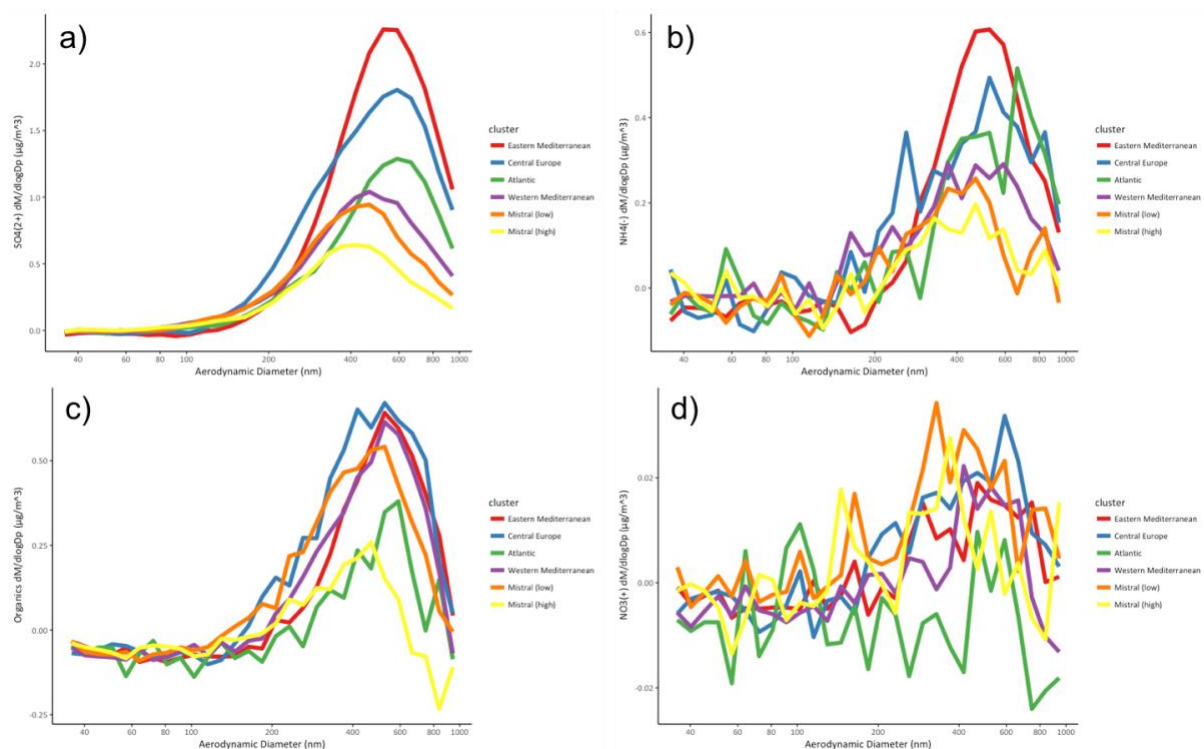 a)
SO4(2+) dM/dlogDp (µg/m^3)
2.0
1.5
1.0
0.5
0.0
40 60 80 100 200 400 600 800 1000
Aerodynamic Diameter (nm)
cluster
Eastern Mediterranean
Central Europe
Atlantic
Western Mediterranean
Mistral (low)
Mistral (high)
b)
NH4(-) dM/dlogDp (µg/m^3)
0.6
0.4
0.2
0.0
40 60 80 100 200 400 600 800 1000
Aerodynamic Diameter (nm)
cluster
Eastern Mediterranean
Central Europe
Atlantic
Western Mediterranean
Mistral (low)
Mistral (high)
c)
Organics dM/dlogDp (µg/m^3)
0.50
0.25
0.00
-0.25
40 60 80 100 200 400 600 800 1000
Aerodynamic Diameter (nm)
cluster
Eastern Mediterranean
Central Europe
Atlantic
Western Mediterranean
Mistral (low)
Mistral (high)
d)
NO3(+) dM/dlogDp (µg/m^3)
0.02
0.00
-0.02
40 60 80 100 200 400 600 800 1000
Aerodynamic Diameter (nm)
cluster
Eastern Mediterranean
Central Europe
Atlantic
Western Mediterranean
Mistral (low)
Mistral (high)